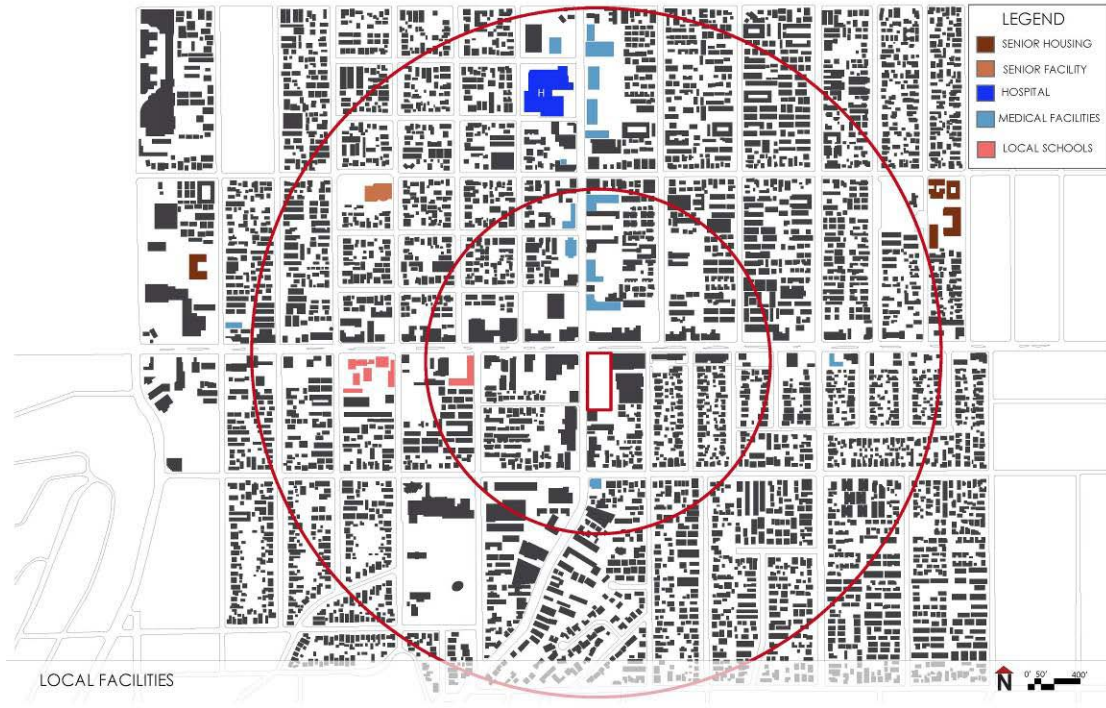 LEGEND
SENIOR HOUSING
SENIOR FACILITY
HOSPITAL
MEDICAL FACILITIES
LOCAL SCHOOLS
H
LOCAL FACILITIES
N
0' 50' 400'